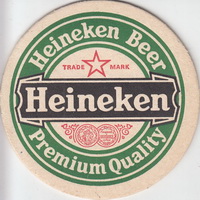 Heineken Beer
TRADE MARK
Heineken
Premium Quality